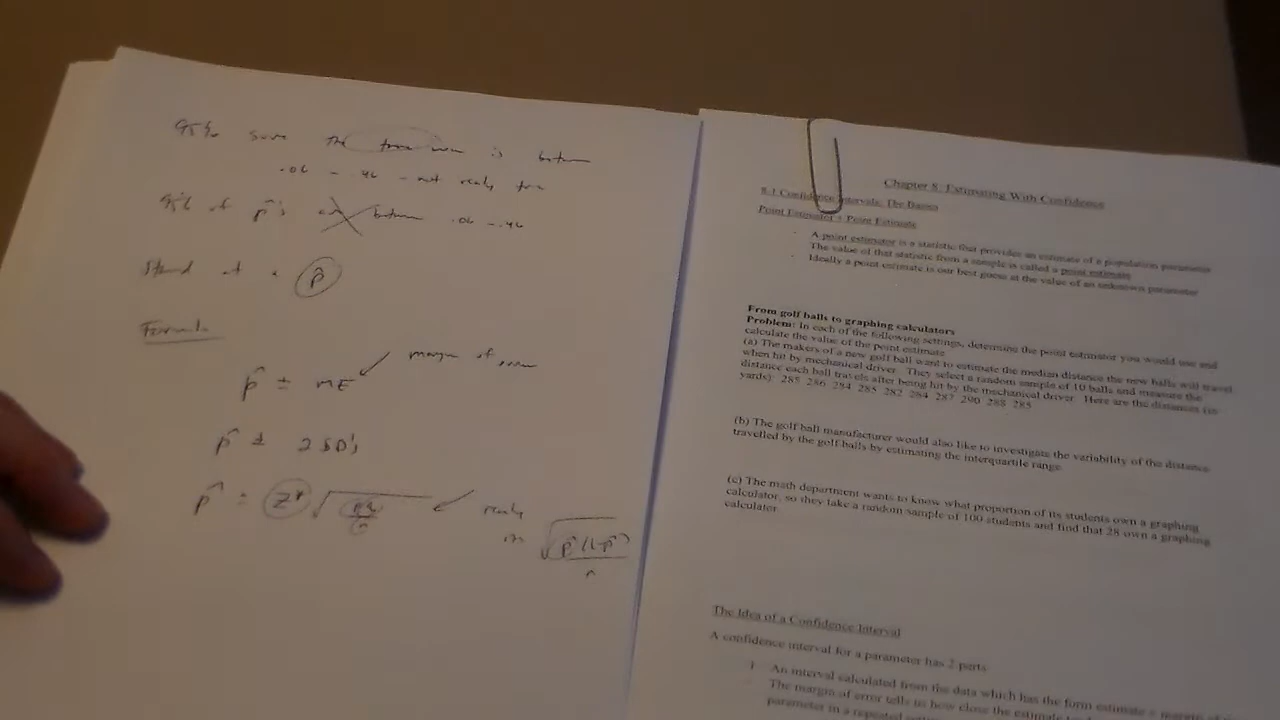 95% sure the true mean is between
.06 - .46 - not really true
95% of p̂'s are between .06 - .46
Stand at a p̂
Formula
margin of error
p̂ ± ME
p̂ ± 2 SD's
p̂ ± z* √(pq/n) really
√(p̂(1-p̂)/n)
Chapter 8: Estimating With Confidence
8.1 Confidence Intervals: The Basics
Point Estimator + Point Estimate
A point estimator is a statistic that provides an estimate of a population parameter
The value of that statistic from a sample is called a point estimate
Ideally a point estimate is our best guess at the value of an unknown parameter
From golf balls to graphing calculators
Problem: In each of the following settings, determine the point estimator you would use and
calculate the value of the point estimate
(a) The makers of a new golf ball want to estimate the median distance the new balls will travel
when hit by mechanical driver. They select a random sample of 10 balls and measure the
distance each ball travels after being hit by the mechanical driver. Here are the distances (in
yards): 285 286 284 285 282 284 287 290 288 285
(b) The golf ball manufacturer would also like to investigate the variability of the distance
travelled by the golf balls by estimating the interquartile range
(c) The math department wants to know what proportion of its students own a graphing
calculator, so they take a random sample of 100 students and find that 28 own a graphing
calculator.
The Idea of a Confidence Interval
A confidence interval for a parameter has 2 parts
1 An interval calculated from the data which has the form estimate ± margin of
The margin of error tells us how close the estimate
parameter in a repeated